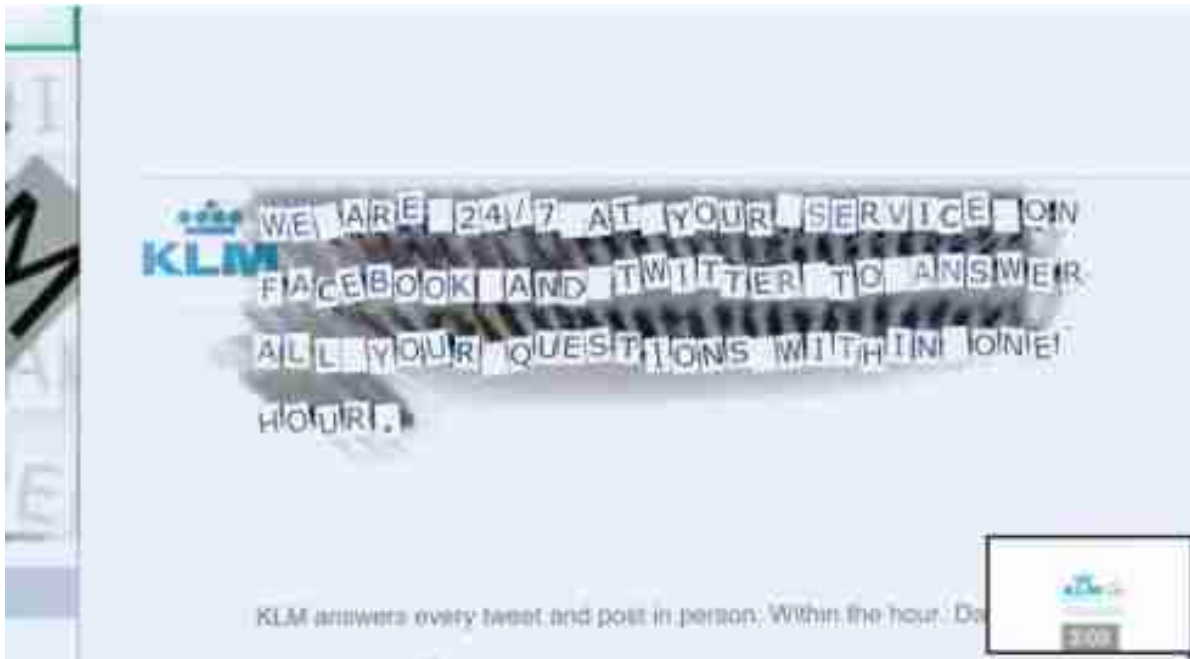 KLM
WE ARE 24/7 AT YOUR SERVICE ON
FACEBOOK AND TWITTER TO ANSWER
ALL YOUR QUESTIONS WITHIN ONE
HOUR.
KLM answers every tweet and post in person. Within the hour.
KLM